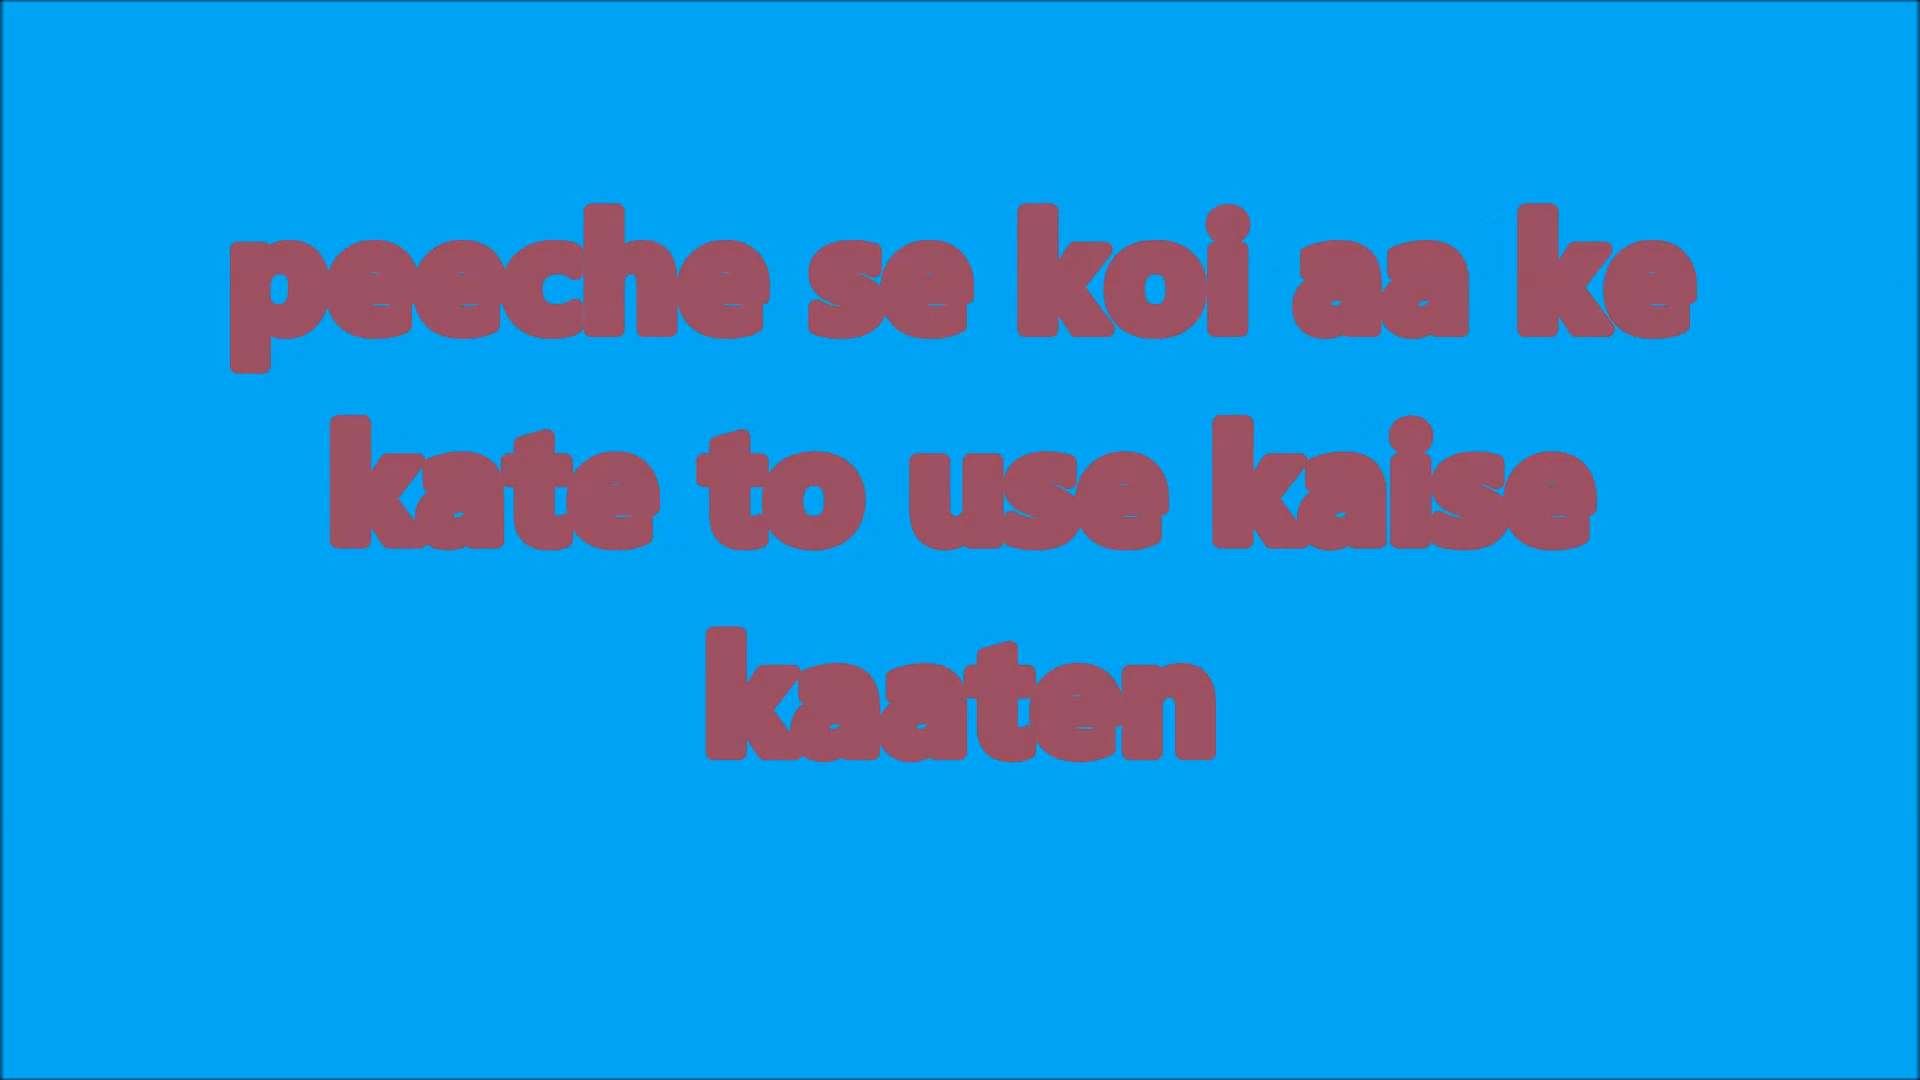 peeche se koi aa ke
kate to use kaise
kaaten